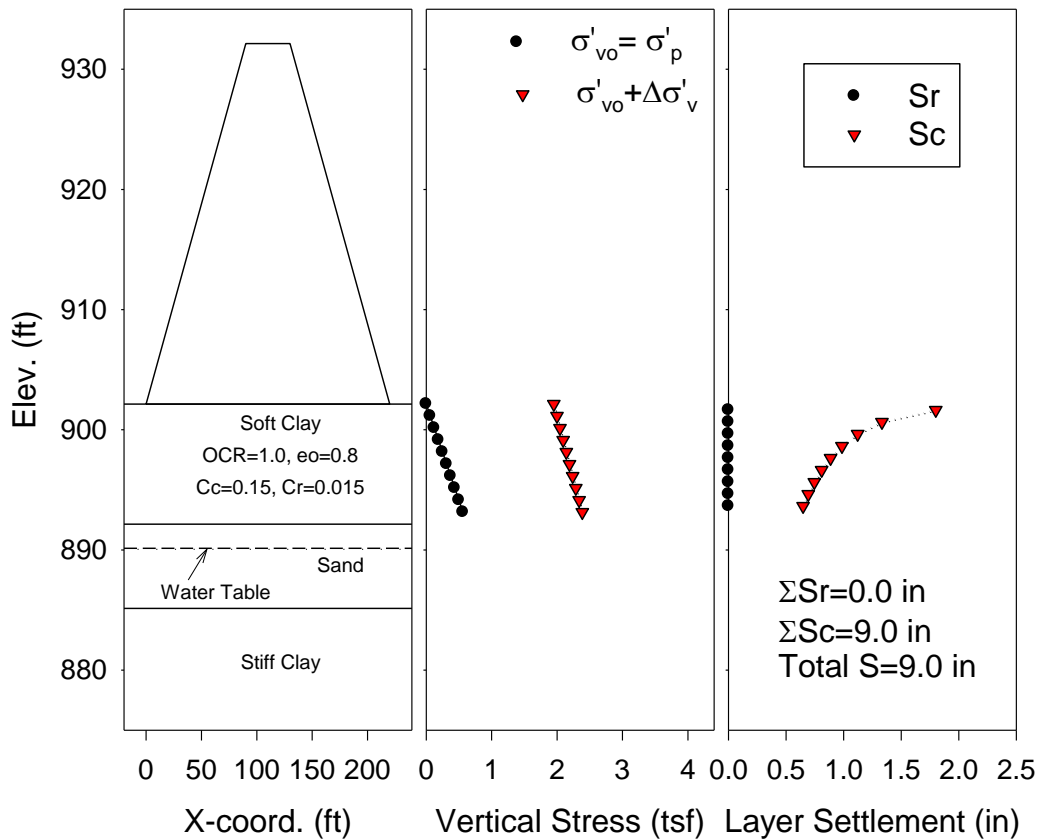 Elev. (ft)
930
920
910
900
890
880
Soft Clay
OCR=1.0, eo=0.8
Cc=0.15, Cr=0.015
Sand
Water Table
Stiff Clay
0 50 100 150 200
X-coord. (ft)
σ'vo= σ'p
σ'vo+Δσ'v
0 1 2 3 4
Vertical Stress (tsf)
Sr
Sc
ΣSr=0.0 in
ΣSc=9.0 in
Total S=9.0 in
0.0 0.5 1.0 1.5 2.0 2.5
Layer Settlement (in)